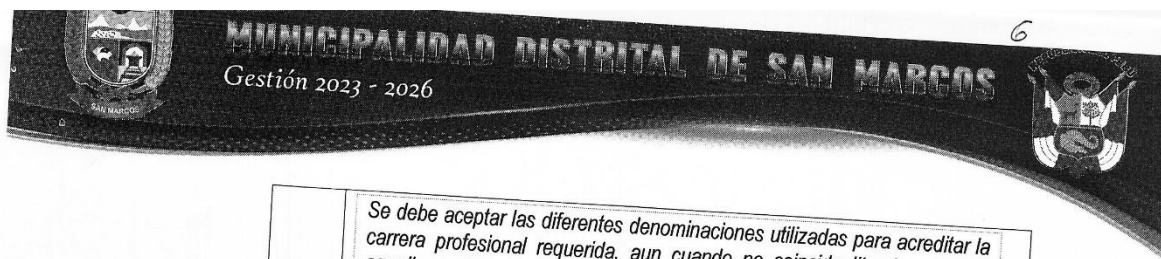 6
MUNICIPALIDAD DISTRITAL DE SAN MARCOS
Gestión 2023 - 2026
SAN MARCOS
Se debe aceptar las diferentes denominaciones utilizadas para acreditar la
carrera profesional requerida, aun cuando no